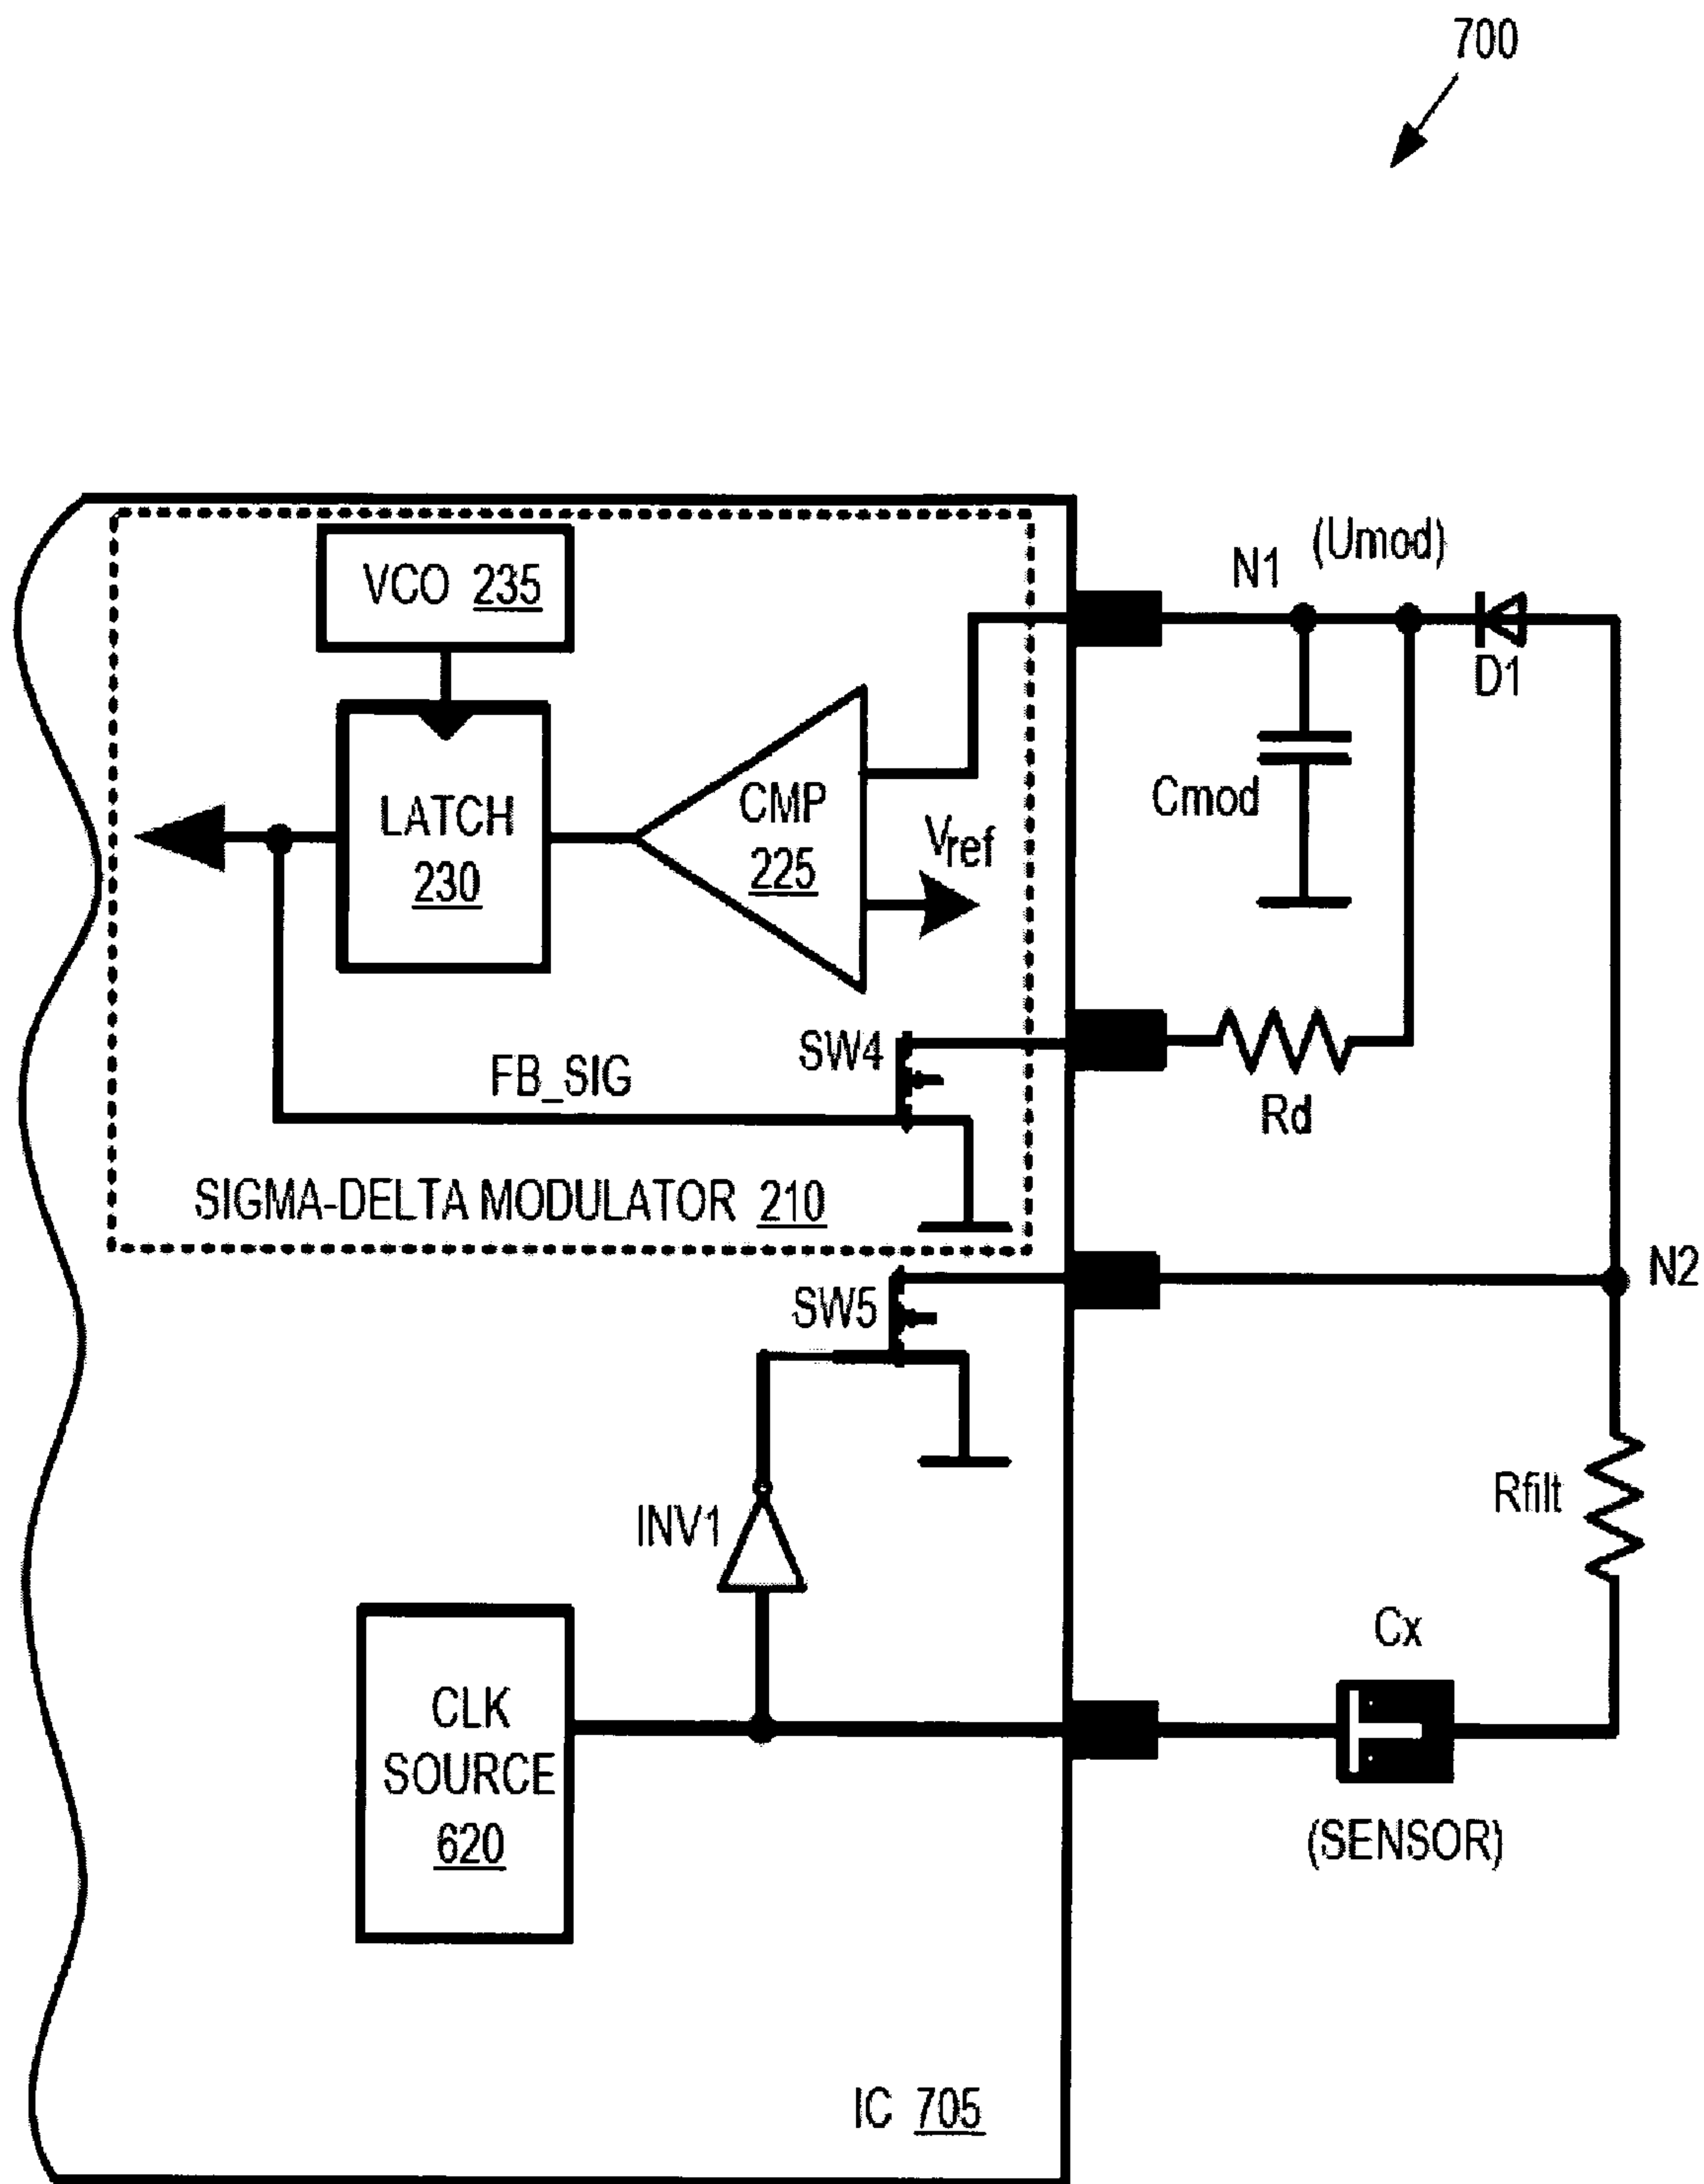 700
(Umod)
N1
VCO 235
D1
LATCH
230
CMP
225
Vref
Cmod
SW4
FB_SIG
Rd
SIGMA-DELTA MODULATOR 210
N2
SW5
INV1
Rfilt
Cx
CLK
SOURCE
620
(SENSOR)
IC 705